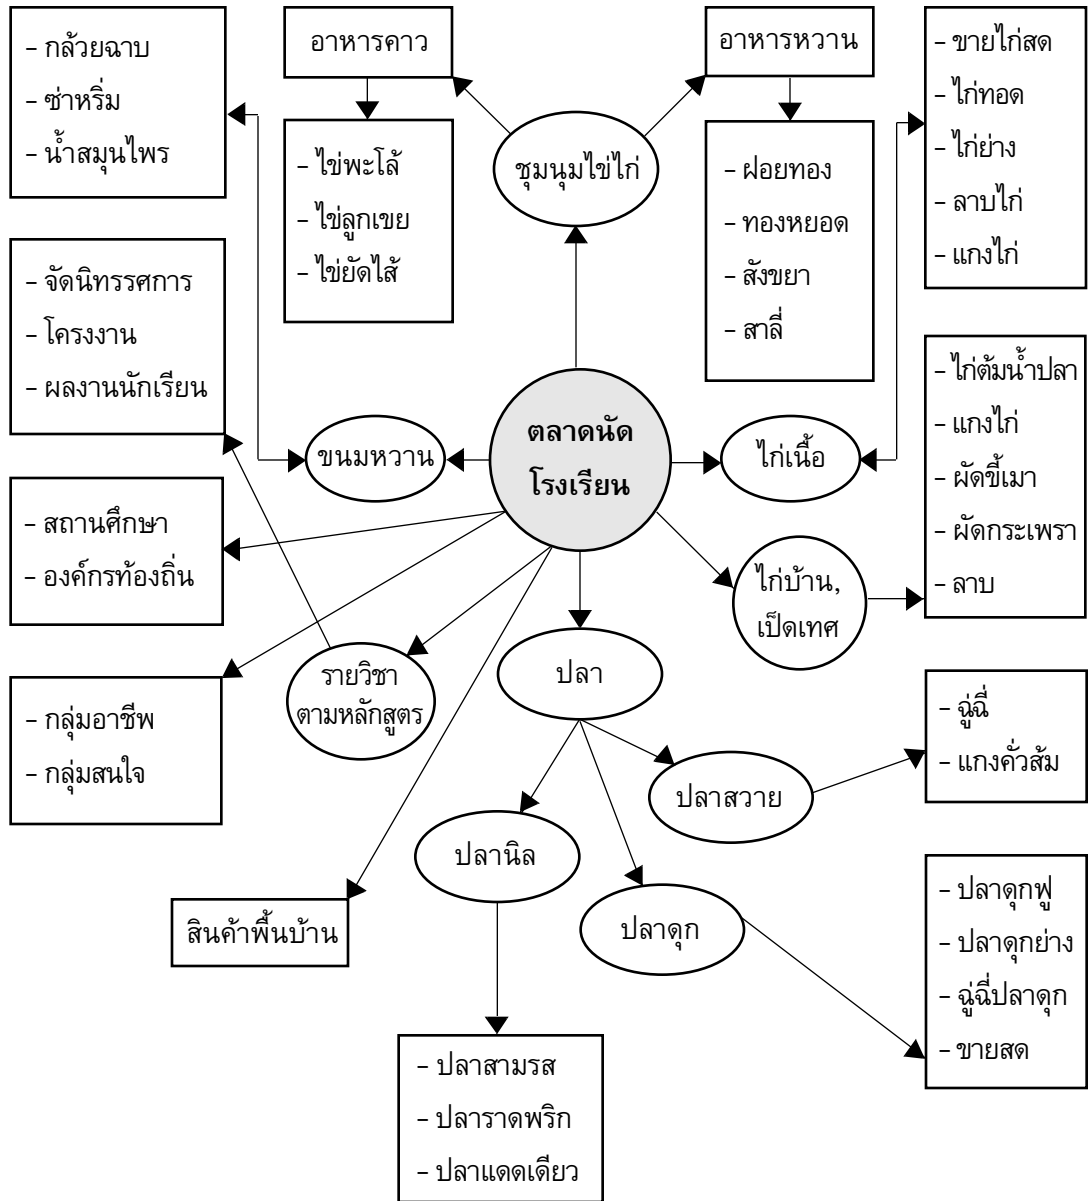 - กล้วยฉาบ
- ซ่าหริ่ม
- น้ำสมุนไพร
อาหารคาว
อาหารหวาน
- ขายไก่สด
- ไก่ทอด
- ไก่ย่าง
- ลาบไก่
- แกงไก่
- ไข่พะโล้
- ไข่ลูกเขย
- ไข่ยัดไส้
ชุมนุมไข่ไก่
- ฝอยทอง
- ทองหยอด
- สังขยา
- สาลี่
- จัดนิทรรศการ
- โครงงาน
- ผลงานนักเรียน
ขนมหวาน
ตลาดนัด
โรงเรียน
ไก่เนื้อ
- ไก่ต้มน้ำปลา
- แกงไก่
- ผัดขี้เมา
- ผัดกระเพรา
- ลาบ
- สถานศึกษา
- องค์กรท้องถิ่น
ไก่บ้าน,
เป็ดเทศ
- กลุ่มอาชีพ
- กลุ่มสนใจ
รายวิชา
ตามหลักสูตร
ปลา
- ฉู่ฉี่
- แกงคั่วส้ม
ปลาสวาย
ปลานิล
ปลาดุก
สินค้าพื้นบ้าน
- ปลาดุกฟู
- ปลาดุกย่าง
- ฉู่ฉี่ปลาดุก
- ขายสด
- ปลาสามรส
- ปลาราดพริก
- ปลาแดดเดียว